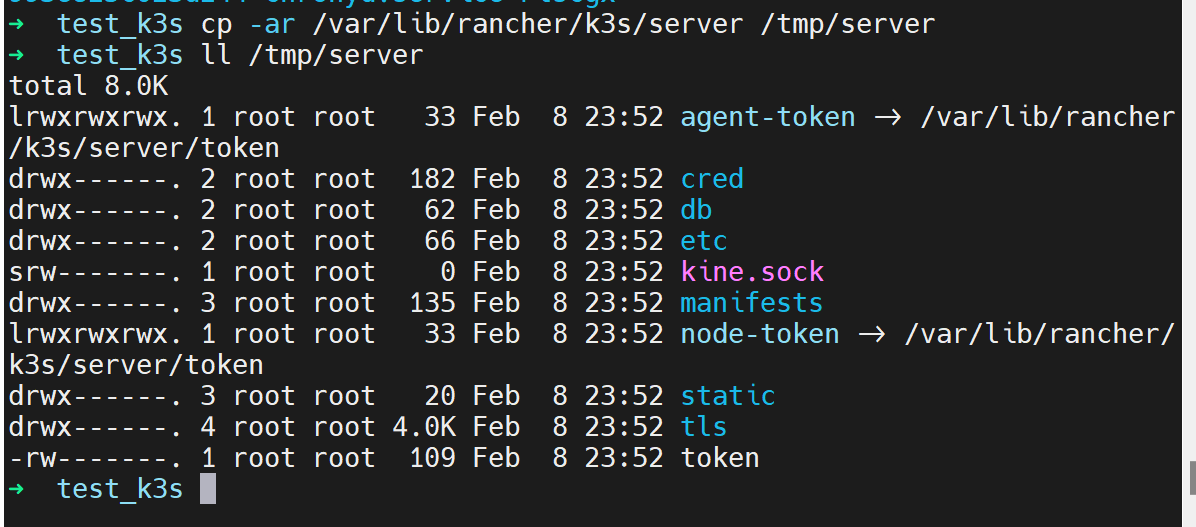 ➜  test_k3s cp -ar /var/lib/rancher/k3s/server /tmp/server
➜  test_k3s ll /tmp/server
total 8.0K
lrwxrwxrwx. 1 root root   33 Feb  8 23:52 agent-token -> /var/lib/rancher
/k3s/server/token
drwx------. 2 root root  182 Feb  8 23:52 cred
drwx------. 2 root root   62 Feb  8 23:52 db
drwx------. 2 root root   66 Feb  8 23:52 etc
srw-------. 1 root root    0 Feb  8 23:52 kine.sock
drwx------. 3 root root  135 Feb  8 23:52 manifests
lrwxrwxrwx. 1 root root   33 Feb  8 23:52 node-token -> /var/lib/rancher/
k3s/server/token
drwx------. 3 root root   20 Feb  8 23:52 static
drwx------. 4 root root 4.0K Feb  8 23:52 tls
-rw-------. 1 root root  109 Feb  8 23:52 token
➜  test_k3s